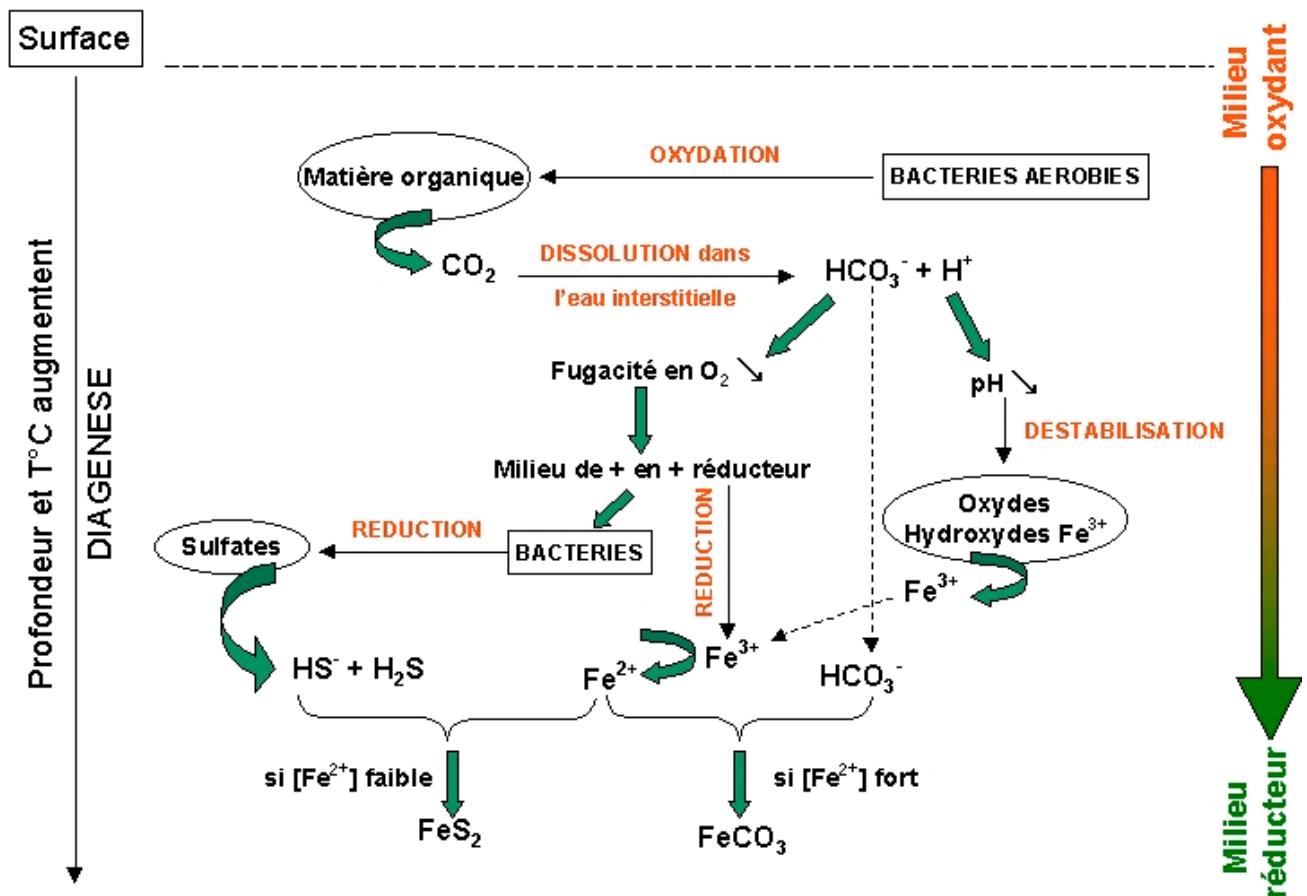 Surface
Milieu
oxydant
OXYDATION
Matière organique
BACTERIES AEROBIES
CO₂
DISSOLUTION dans
l'eau interstitielle
HCO₃⁻ + H⁺
Fugacité en O₂ ↘
pH ↘
DESTABILISATION
Milieu de + en + réducteur
Oxydes
Hydroxydes Fe³⁺
Sulfates
REDUCTION
BACTERIES
REDUCTION
Fe³⁺
Fe³⁺
HS⁻ + H₂S
Fe²⁺
HCO₃⁻
si [Fe²⁺] faible
si [Fe²⁺] fort
FeS₂
FeCO₃
Profondeur et T°C augmentent
DIAGENESE
Milieu
réducteur